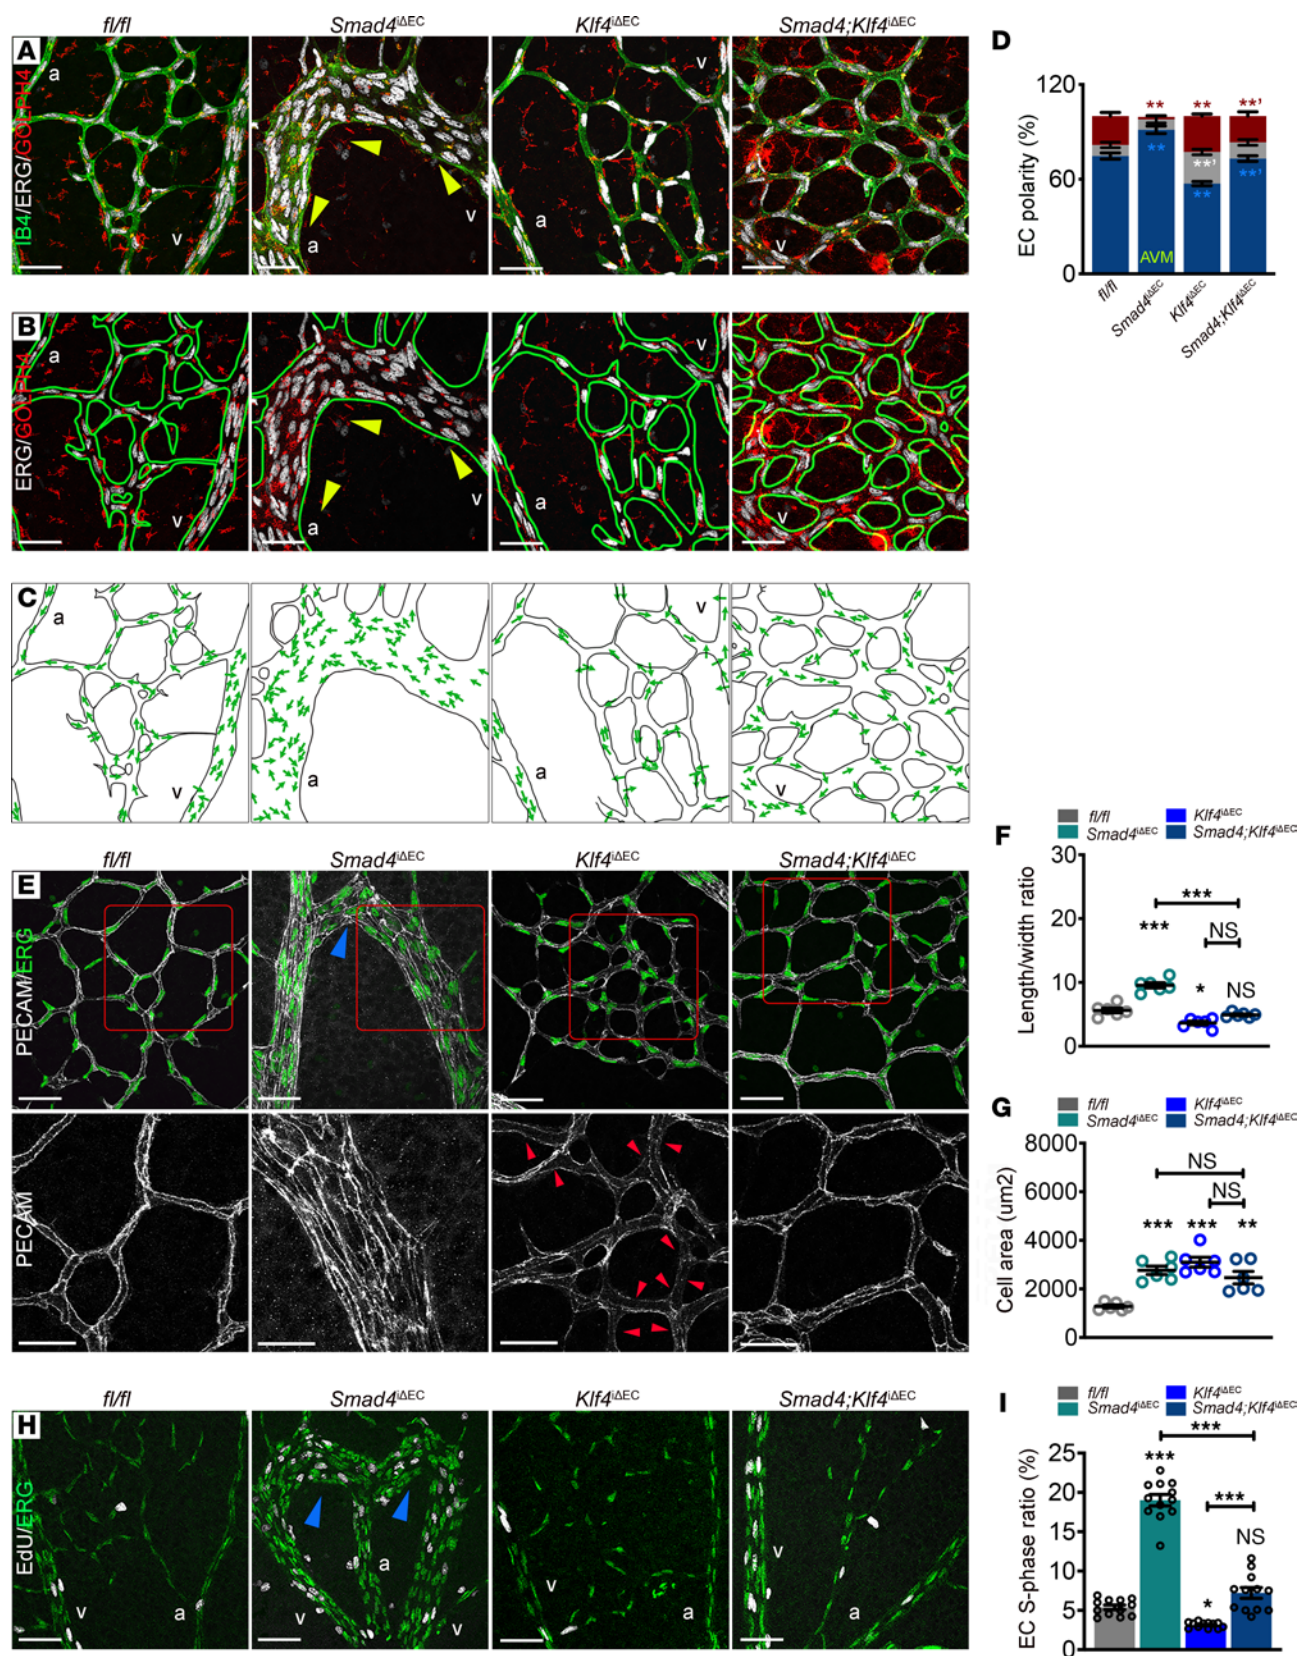 fl/fl Smad4iΔEC Klf4iΔEC Smad4;Klf4iΔEC
A
IB4/ERG/GOLPH4
a v a v a v v
B
ERG/GOLPH4
a v a v a v v
C
a v a a v v
D
EC polarity (%)
120
60
0
** ** **’
** **’ ** **’
AVM
fl/fl Smad4iΔEC Klf4iΔEC Smad4;Klf4iΔEC
fl/fl Smad4iΔEC Klf4iΔEC Smad4;Klf4iΔEC
E
PECAM/ERG
PECAM
F
fl/fl Klf4iΔEC
Smad4iΔEC Smad4;Klf4iΔEC
Length/width ratio
30
20
10
0
***
*** NS
* NS
G
fl/fl Klf4iΔEC
Smad4iΔEC Smad4;Klf4iΔEC
Cell area (um2)
8000
6000
4000
2000
0
NS
NS
*** *** **
fl/fl Smad4iΔEC Klf4iΔEC Smad4;Klf4iΔEC
H
EdU/ERG
v a v a v v a v a
I
fl/fl Klf4iΔEC
Smad4iΔEC Smad4;Klf4iΔEC
EC S-phase ratio (%)
25
20
15
10
5
0
***
***
***
* NS